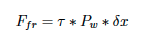 F_{fr} = τ * P_w * δx